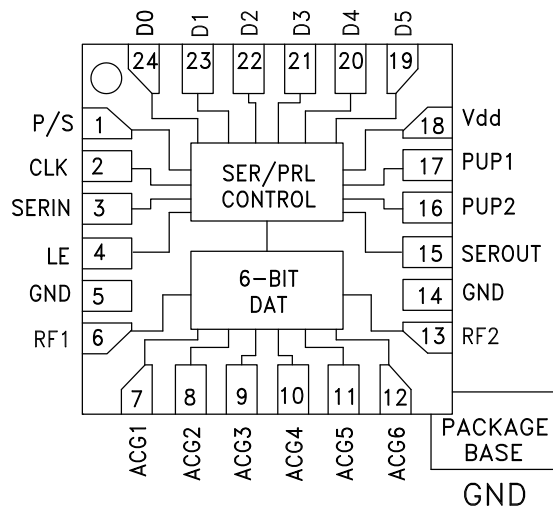 D0
D1
D2
D3
D4
D5
24
23
22
21
20
19
P/S
1
18
Vdd
CLK
2
17
PUP1
SERIN
3
16
PUP2
LE
4
15
SEROUT
GND
5
14
GND
RF1
6
13
RF2
SER/PRL
CONTROL
6-BIT
DAT
7
8
9
10
11
12
ACG1
ACG2
ACG3
ACG4
ACG5
ACG6
PACKAGE
BASE
GND